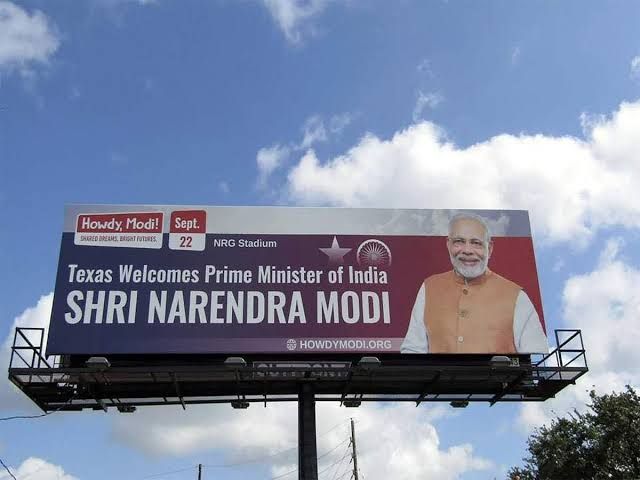 Howdy, Modi!
SHARED DREAMS, BRIGHT FUTURES.
Sept.
22
NRG Stadium
Texas Welcomes Prime Minister of India
SHRI NARENDRA MODI
HOWDYMODI.ORG
OUTFRONT